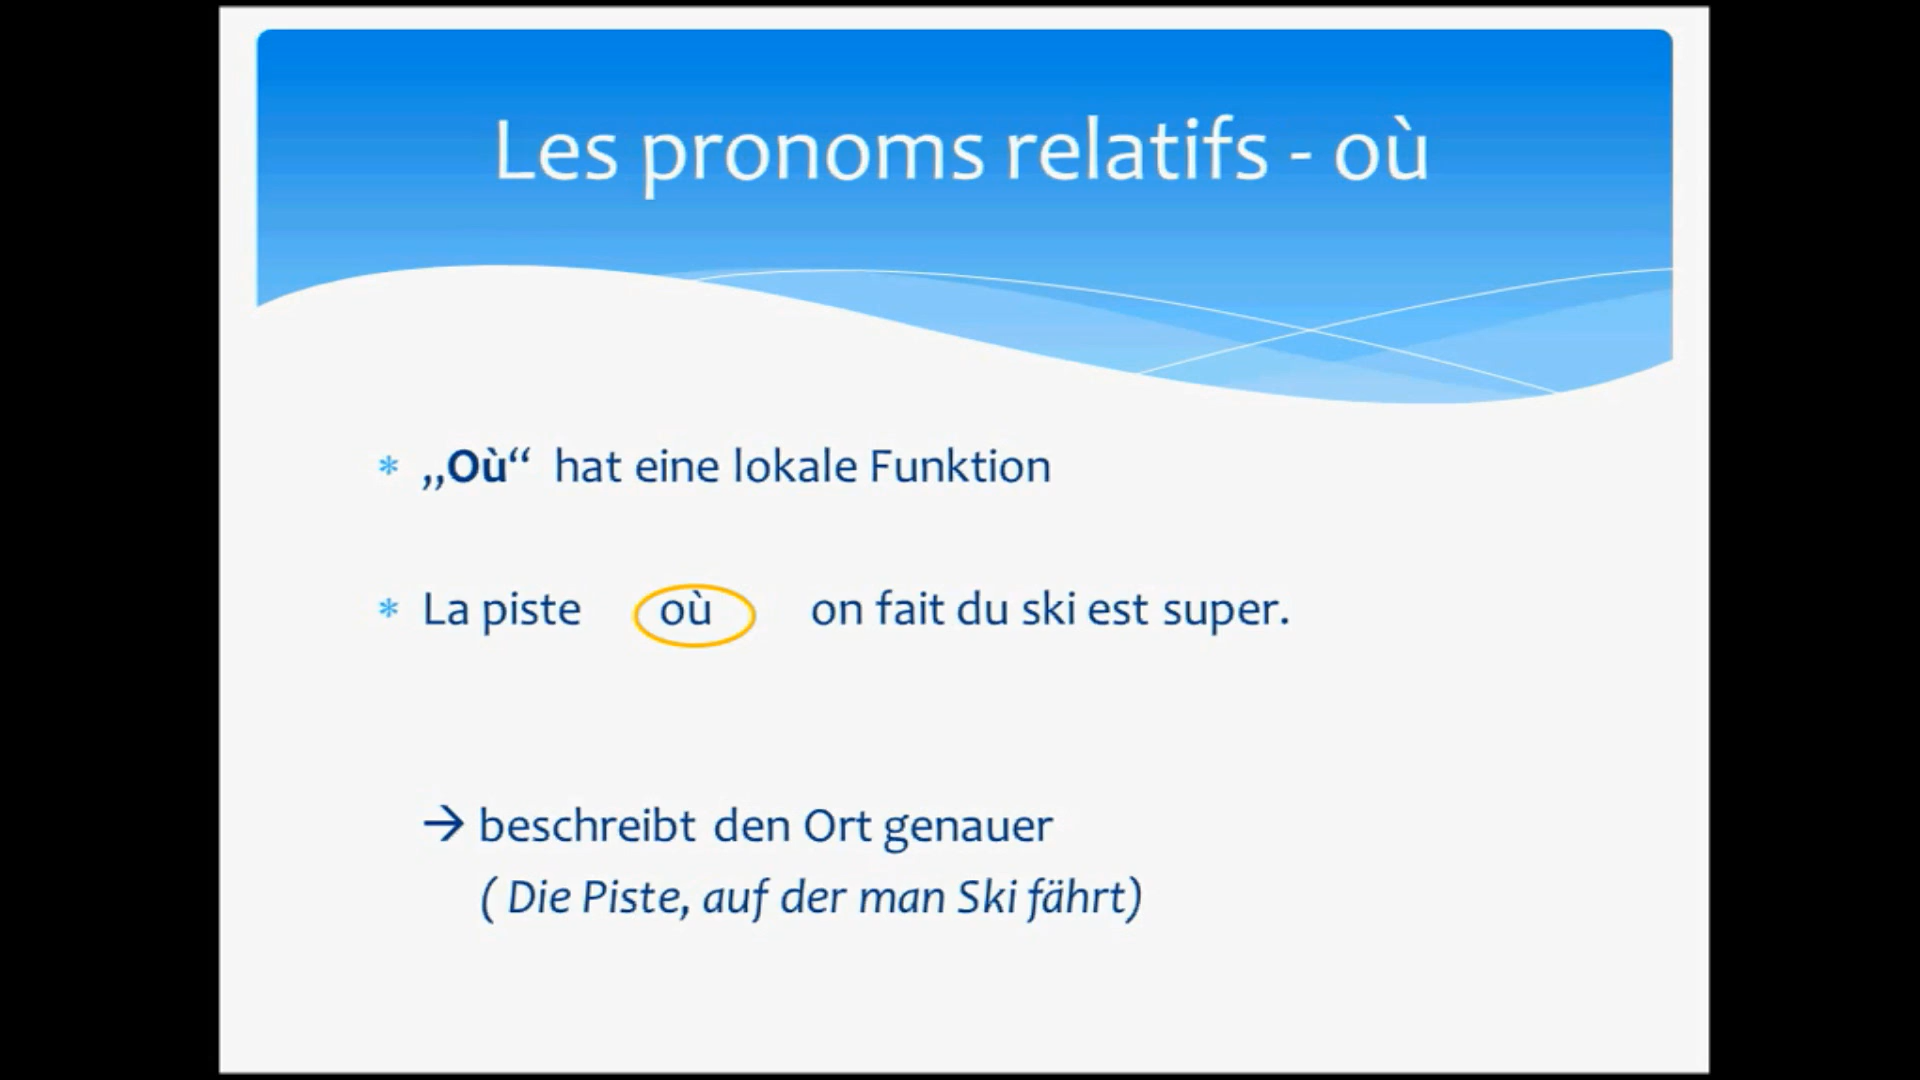 Les pronoms relatifs - où
* „Où“ hat eine lokale Funktion
* La piste où on fait du ski est super.
→ beschreibt den Ort genauer
( Die Piste, auf der man Ski fährt)